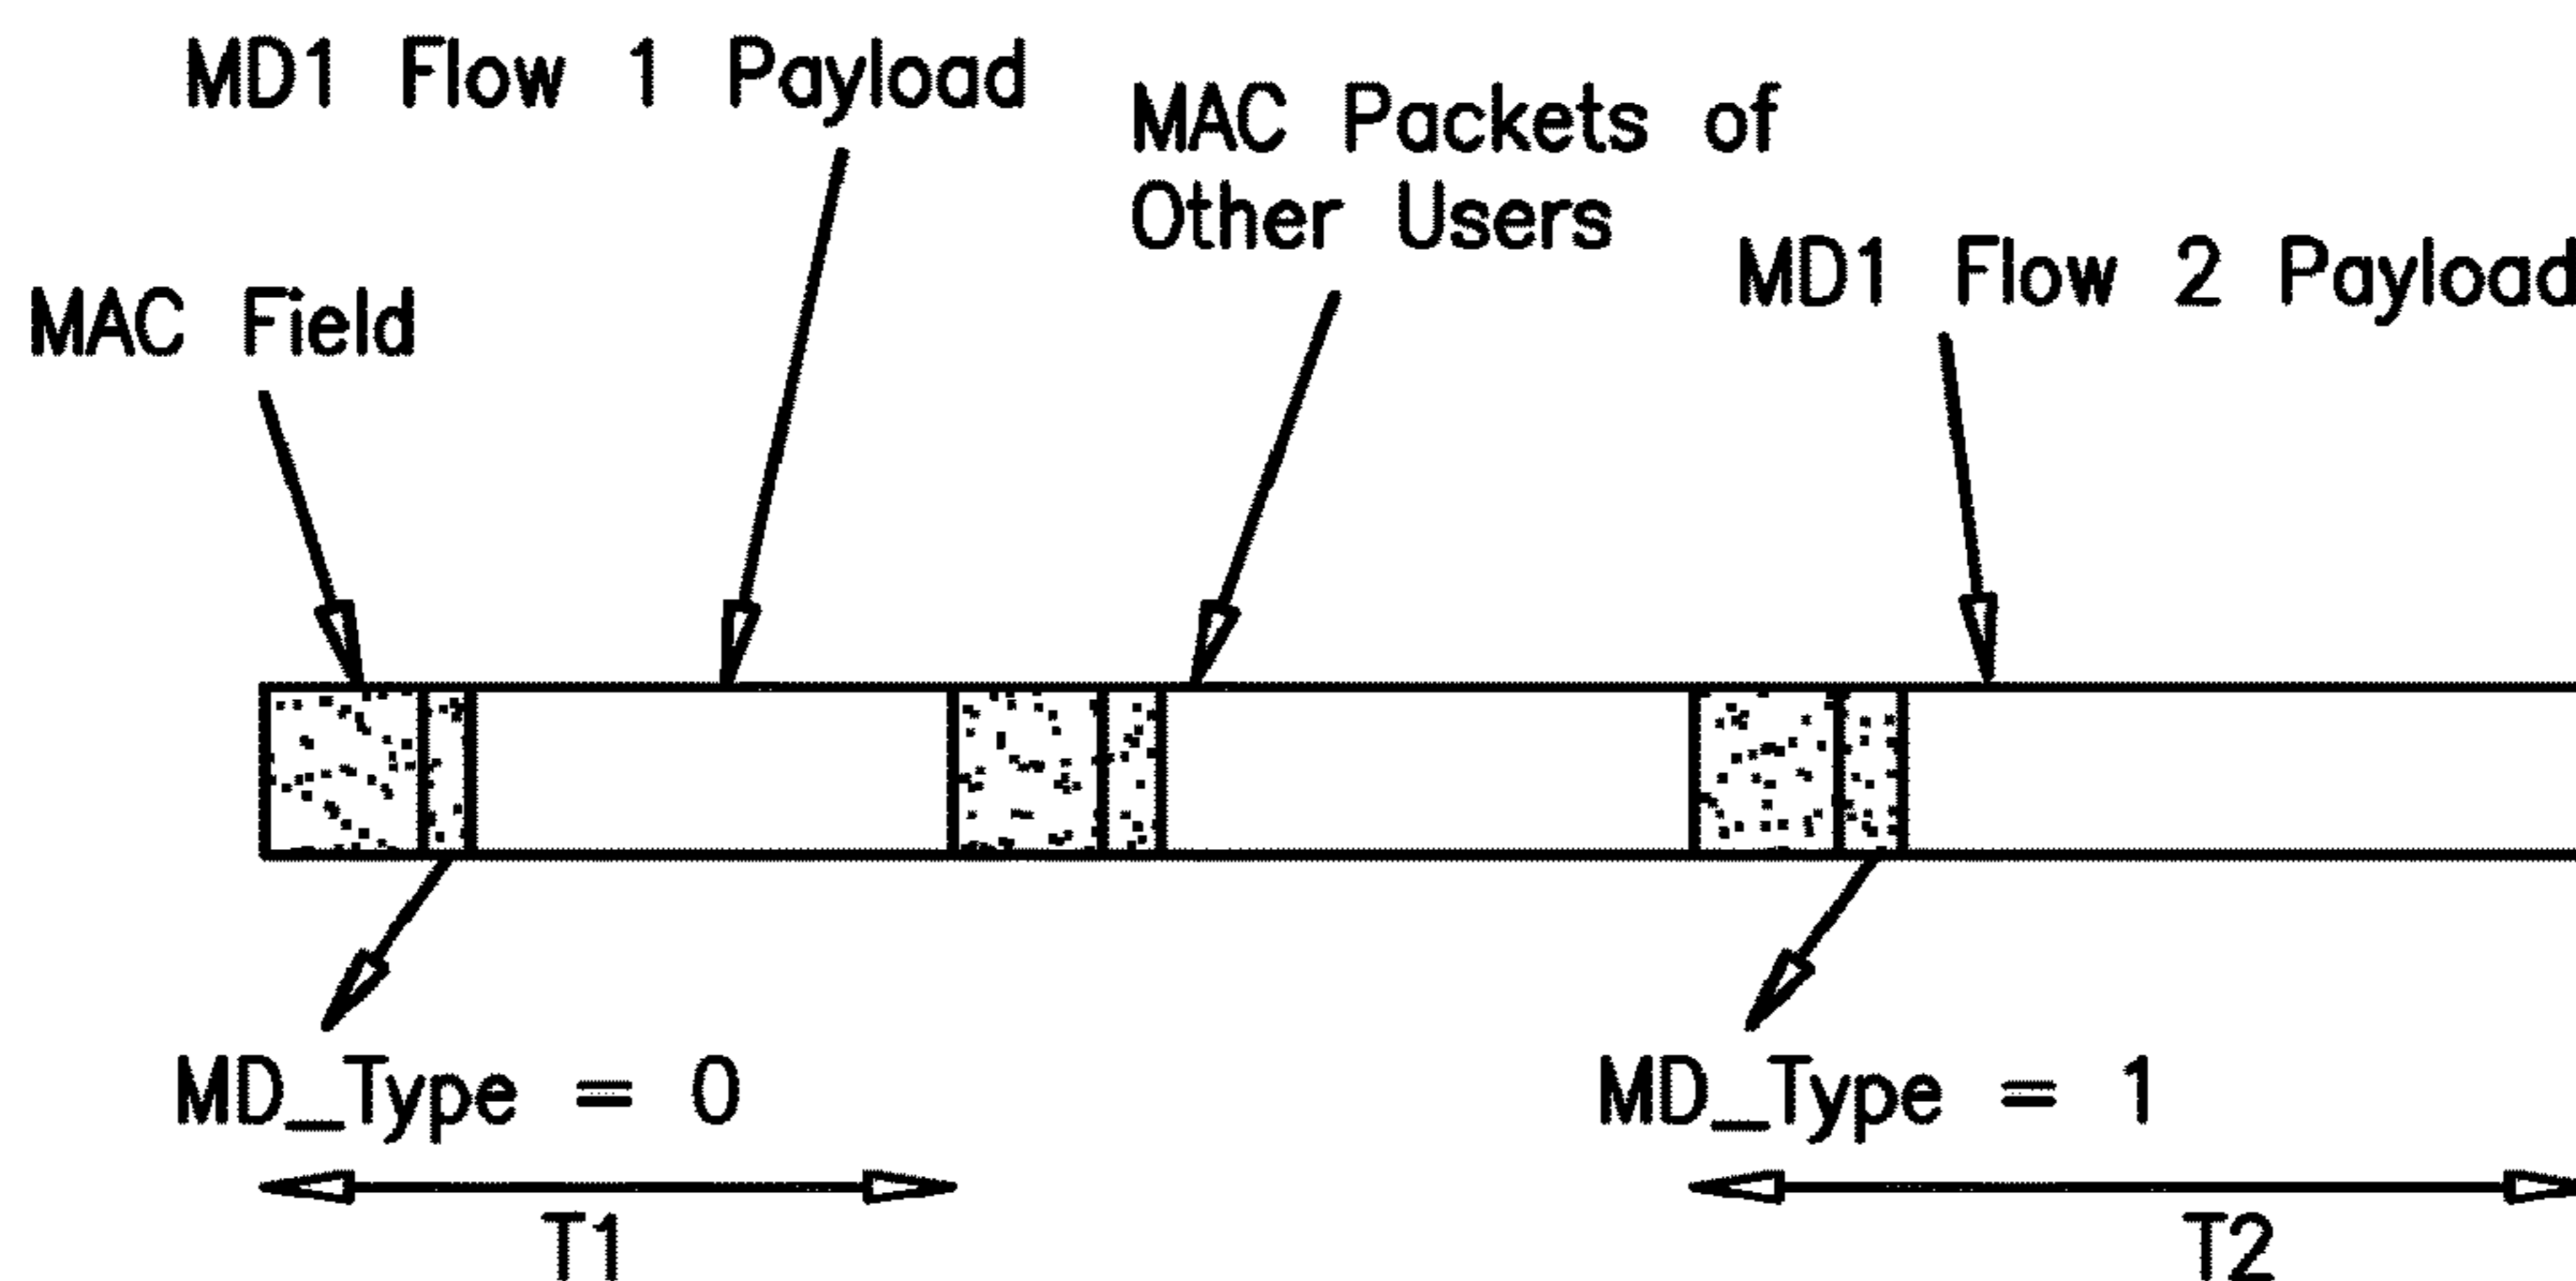 MD1 Flow 1 Payload
MAC Packets of
Other Users
MD1 Flow 2 Payload
MAC Field
MD_Type = 0
MD_Type = 1
T1
T2